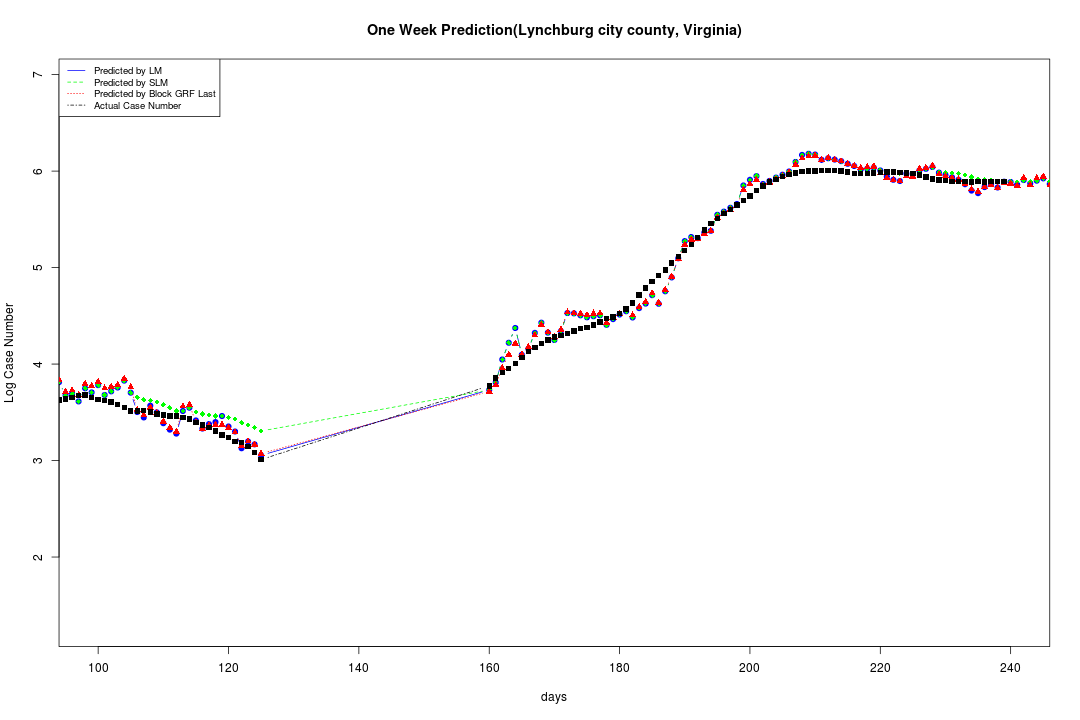 One Week Prediction(Lynchburg city county, Virginia)
Predicted by LM
Predicted by SLM
Predicted by Block GRF Last
Actual Case Number
7
6
5
4
3
2
Log Case Number
100 120 140 160 180 200 220 240
days